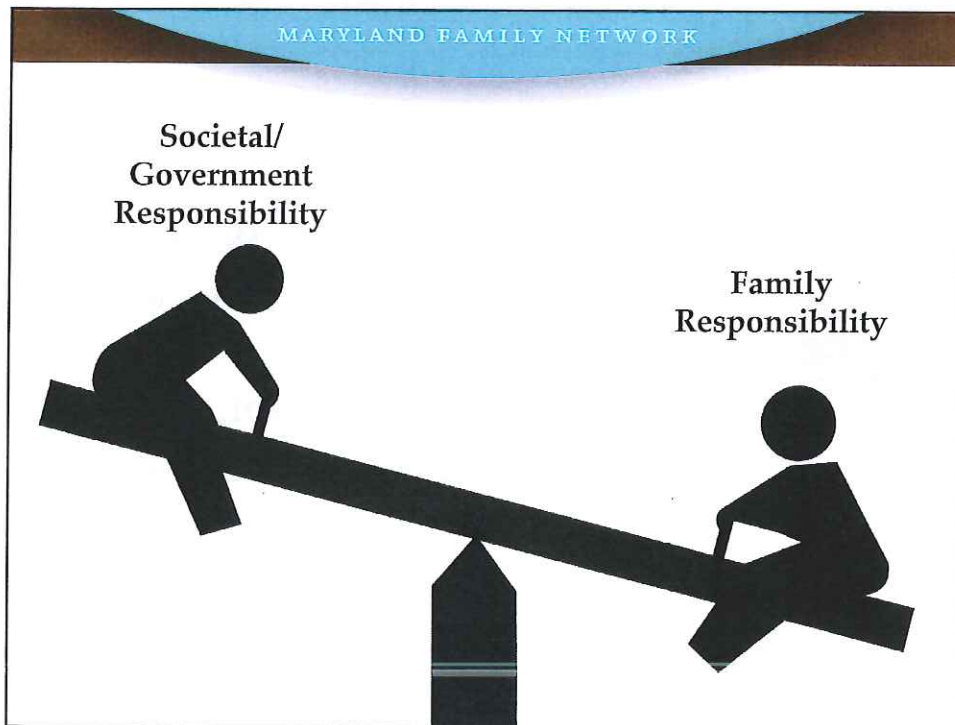 MARYLAND FAMILY NETWORK
Societal/
Government
Responsibility
Family
Responsibility